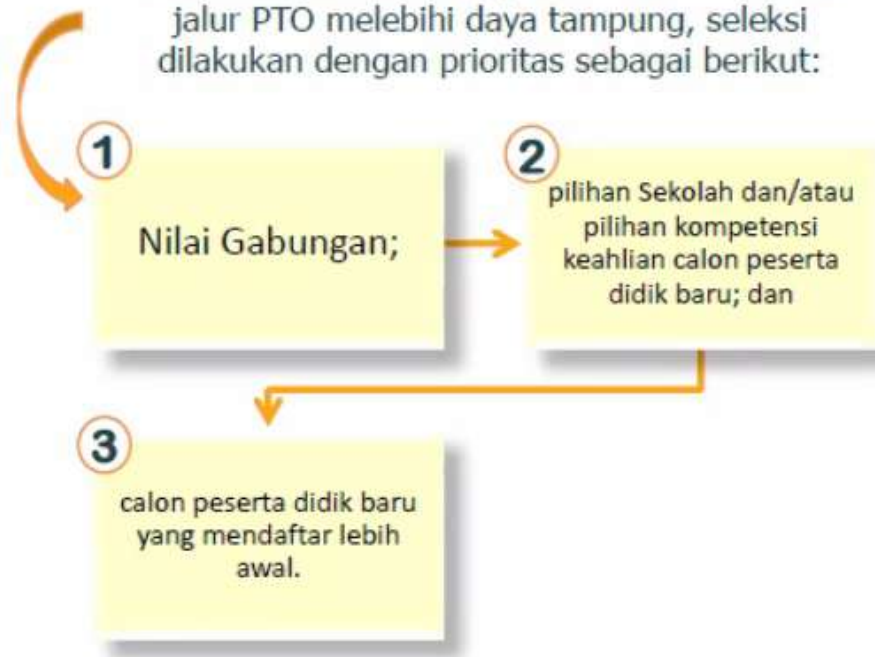 jalur PTO melebihi daya tampung, seleksi
dilakukan dengan prioritas sebagai berikut:
1
Nilai Gabungan;
2
pilihan Sekolah dan/atau
pilihan kompetensi
keahlian calon peserta
didik baru; dan
3
calon peserta didik baru
yang mendaftar lebih
awal.